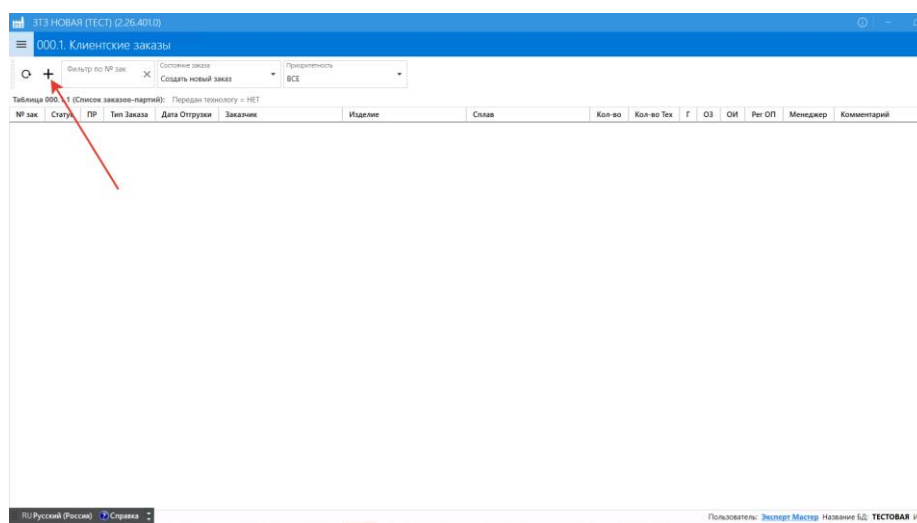 ЗТЗ НОВАЯ (ТЕСТ) (2.26.401.0)
000.1. Клиентские заказы
Фильтр по № зак
Состояние заказа
Создать новый заказ
Приоритетность
ВСЕ
Таблица 000.1.1 (Список заказов-партий): Передан технологу = НЕТ
№ зак Статус ПР Тип Заказа Дата Отгрузки Заказчик Изделие Сплав Кол-во Кол-во Тех Г ОЗ ОИ Рег ОП Менеджер Комментарий
RU Русский (Россия) Справка Пользователь: Эксперт Мастер Название БД: ТЕСТОВАЯ